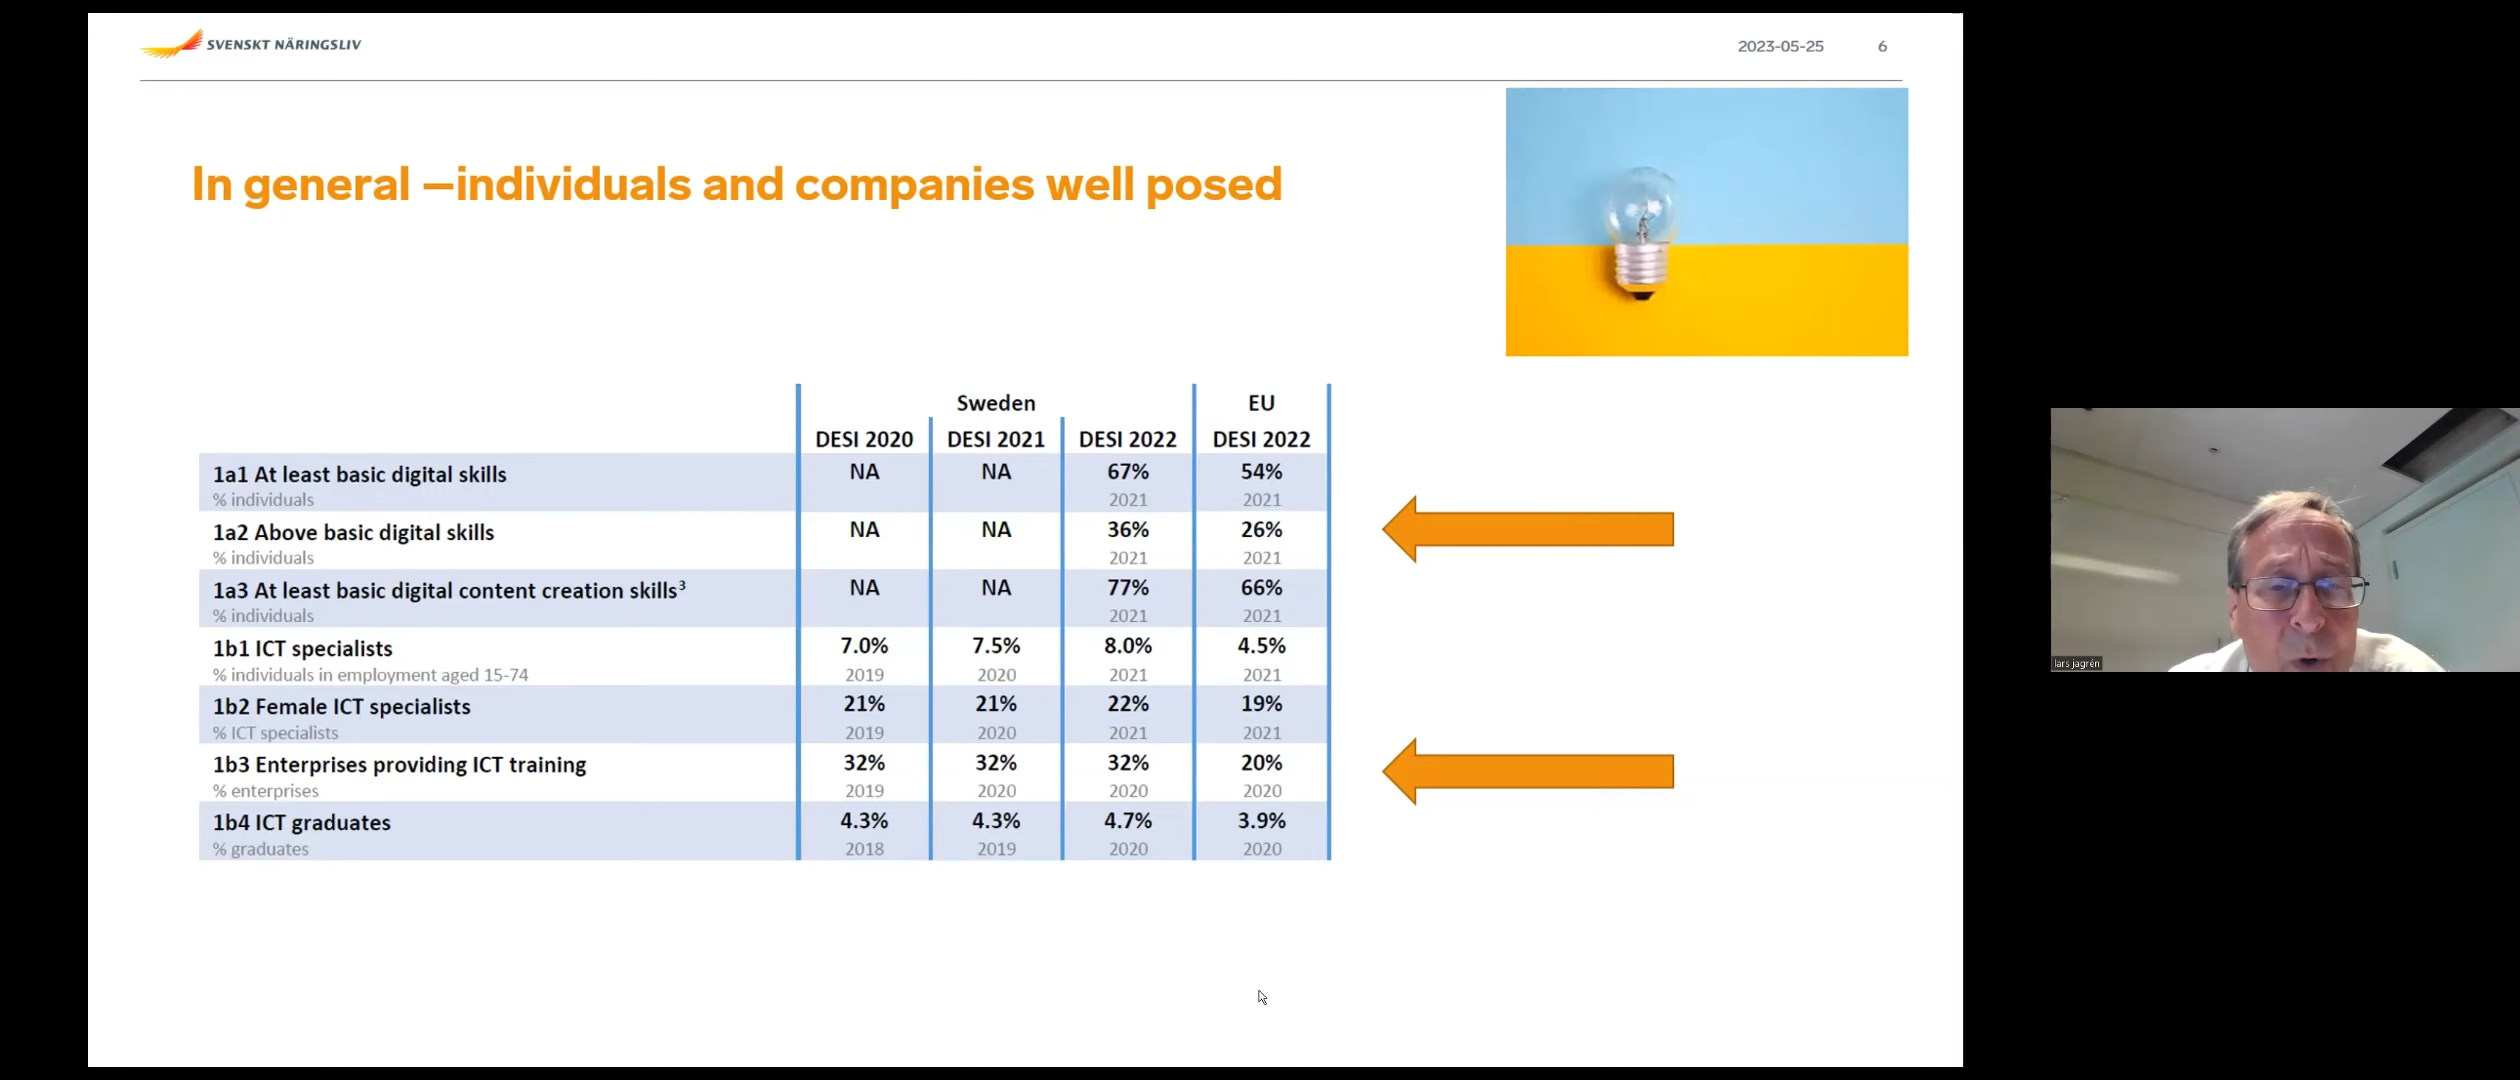 SVENSKT NÄRINGSLIV
2023-05-25 6
In general –individuals and companies well posed
Sweden EU
DESI 2020 DESI 2021 DESI 2022 DESI 2022
1a1 At least basic digital skills NA NA 67% 54%
% individuals 2021 2021
1a2 Above basic digital skills NA NA 36% 26%
% individuals 2021 2021
1a3 At least basic digital content creation skills³ NA NA 77% 66%
% individuals 2021 2021
1b1 ICT specialists 7.0% 7.5% 8.0% 4.5%
% individuals in employment aged 15-74 2019 2020 2021 2021
1b2 Female ICT specialists 21% 21% 22% 19%
% ICT specialists 2019 2020 2021 2021
1b3 Enterprises providing ICT training 32% 32% 32% 20%
% enterprises 2019 2020 2020 2020
1b4 ICT graduates 4.3% 4.3% 4.7% 3.9%
% graduates 2018 2019 2020 2020
lars jagrén